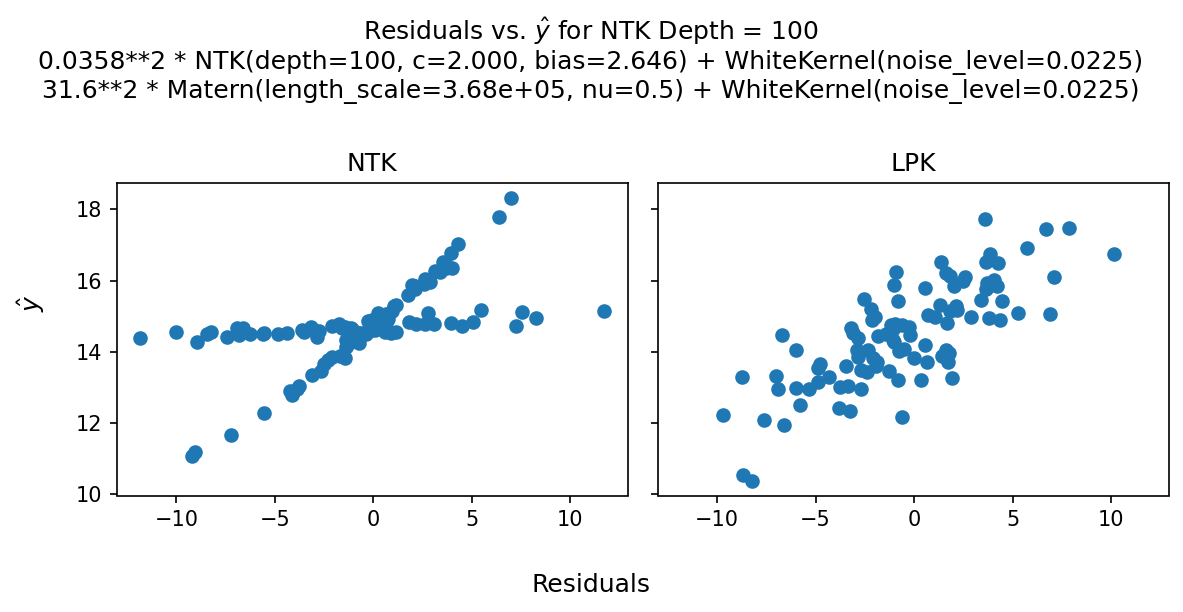 Residuals vs. ŷ for NTK Depth = 100
0.0358**2 * NTK(depth=100, c=2.000, bias=2.646) + WhiteKernel(noise_level=0.0225)
31.6**2 * Matern(length_scale=3.68e+05, nu=0.5) + WhiteKernel(noise_level=0.0225)
NTK
LPK
18
16
14
12
10
ŷ
−10 −5 0 5 10
−10 −5 0 5 10
Residuals